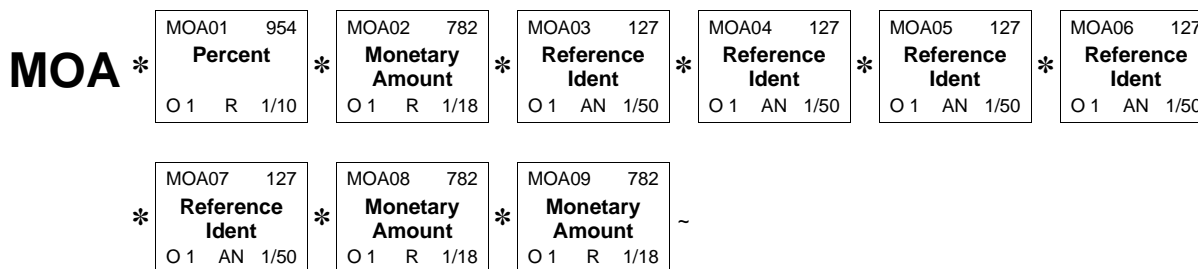 MOA01 954 MOA02 782 MOA03 127 MOA04 127 MOA05 127 MOA06 127
MOA * Percent * Monetary Amount * Reference Ident * Reference Ident * Reference Ident * Reference Ident
O 1 R 1/10 O 1 R 1/18 O 1 AN 1/50 O 1 AN 1/50 O 1 AN 1/50 O 1 AN 1/50
MOA07 127 MOA08 782 MOA09 782
* Reference Ident * Monetary Amount * Monetary Amount ~
O 1 AN 1/50 O 1 R 1/18 O 1 R 1/18